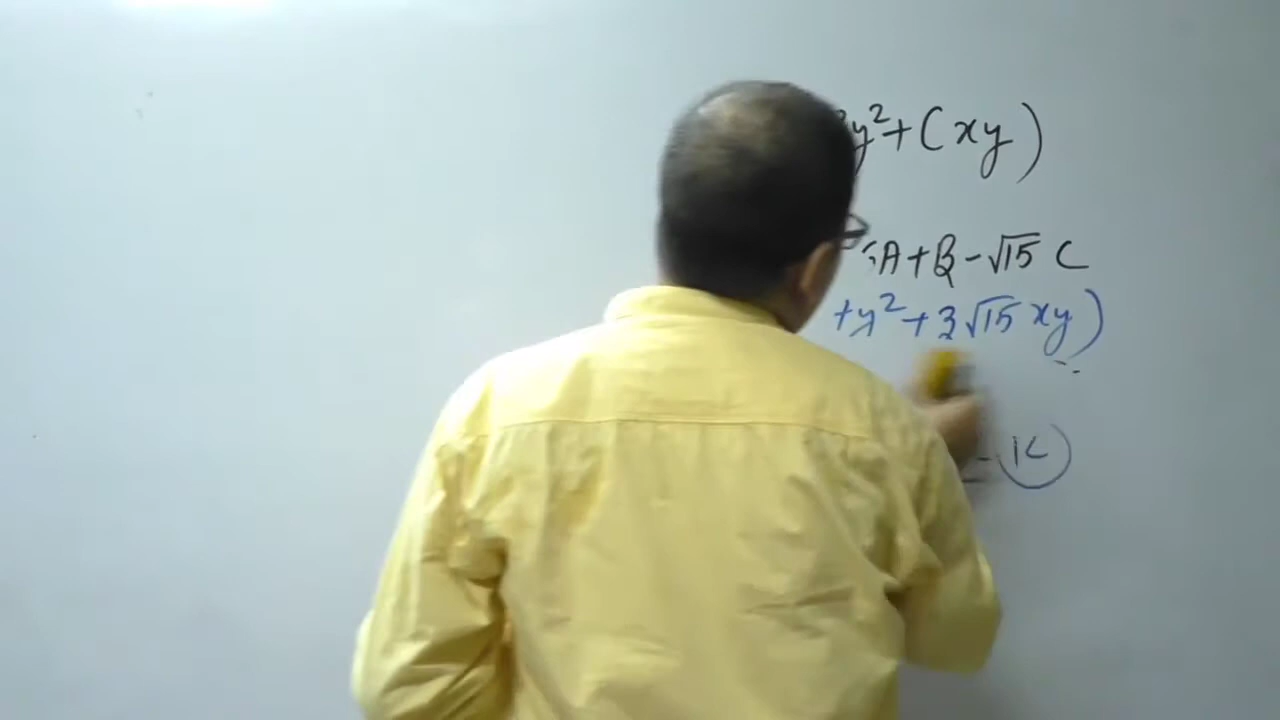 y²+(xy)
A+B-√15 C
+y²+3√15 xy)
- K